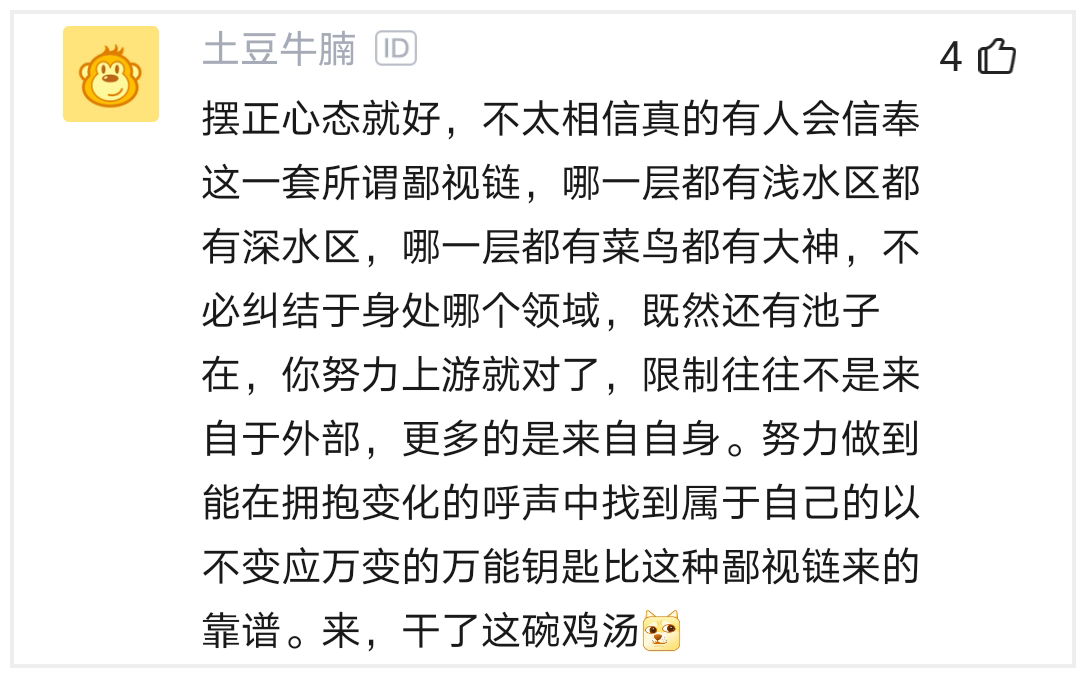 土豆牛腩 ID
4
摆正心态就好，不太相信真的有人会信奉
这一套所谓鄙视链，哪一层都有浅水区都
有深水区，哪一层都有菜鸟都有大神，不
必纠结于身处哪个领域，既然还有池子
在，你努力上游就对了，限制往往不是来
自于外部，更多的是来自自身。努力做到
能在拥抱变化的呼声中找到属于自己的以
不变应万变的万能钥匙比这种鄙视链来的
靠谱。来，干了这碗鸡汤